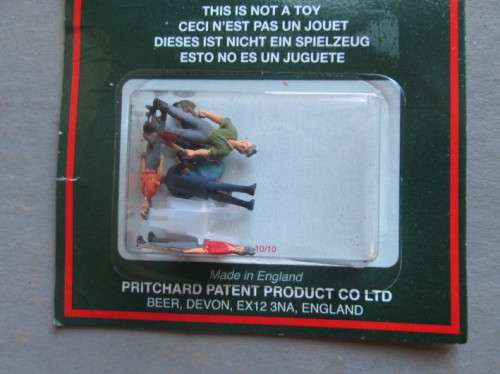 THIS IS NOT A TOY
CECI N'EST PAS UN JOUET
DIESES IST NICHT EIN SPIELZEUG
ESTO NO ES UN JUGUETE
10/10
Made in England
PRITCHARD PATENT PRODUCT CO LTD
BEER, DEVON, EX12 3NA, ENGLAND